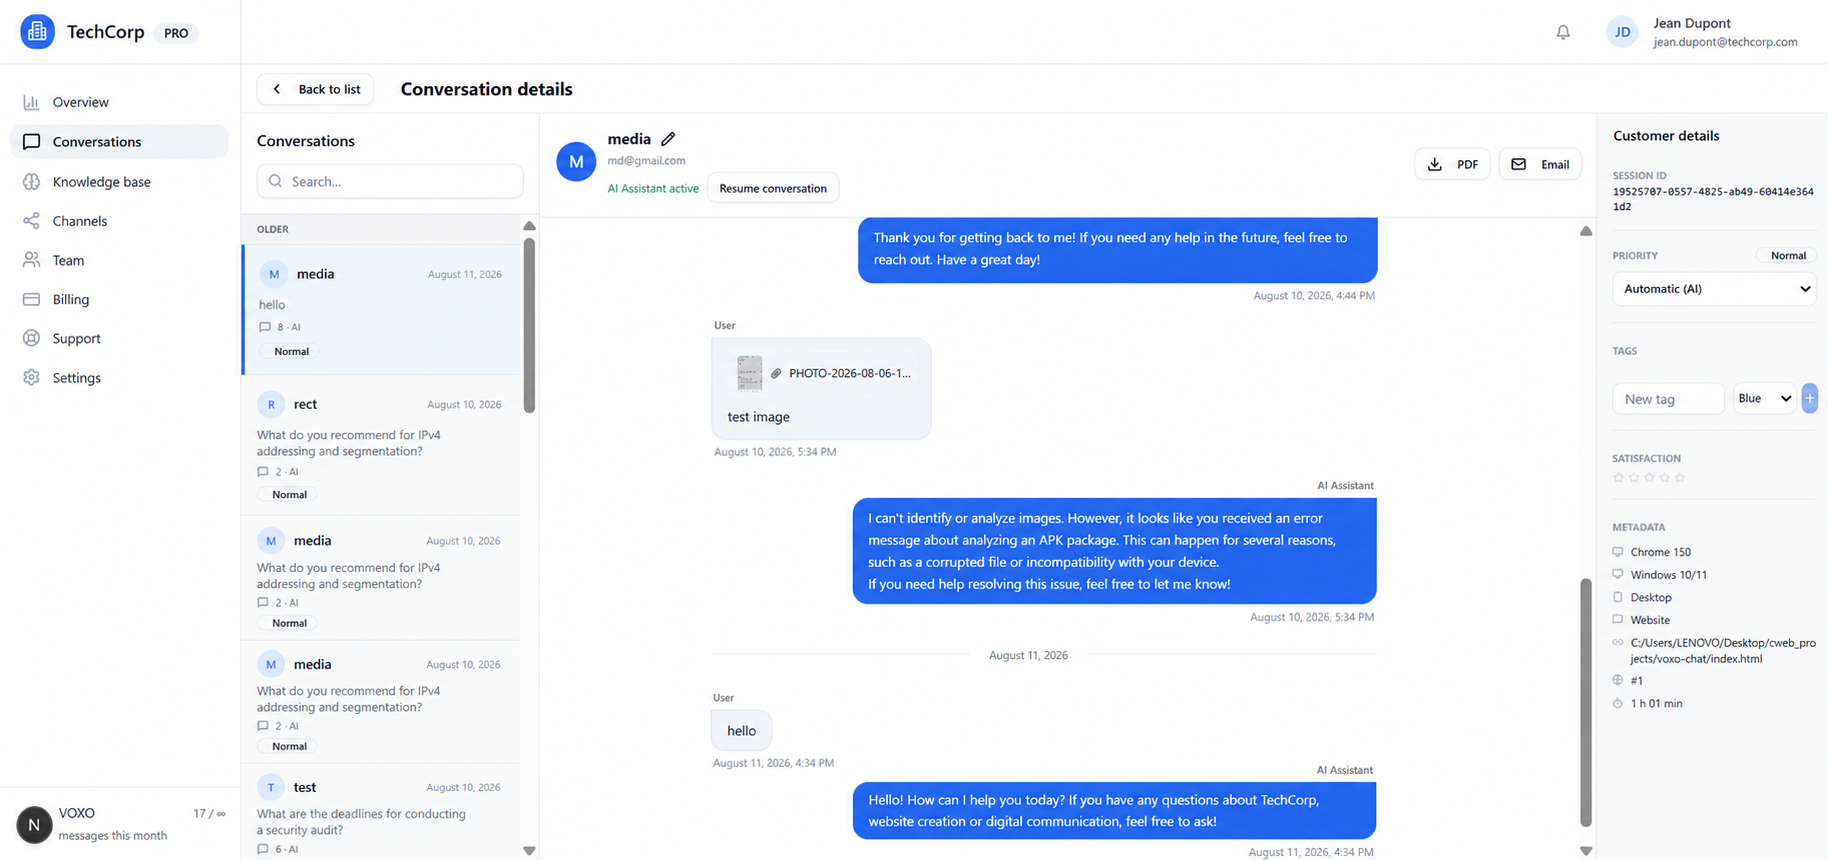 TechCorp PRO
Jean Dupont
jean.dupont@techcorp.com
JD
Overview
Conversations
Knowledge base
Channels
Team
Billing
Support
Settings
N
VOXO 17 / ∞
messages this month
Back to list
Conversation details
Conversations
Search...
OLDER
M media August 11, 2026
hello
8 · AI
Normal
R rect August 10, 2026
What do you recommend for IPv4
addressing and segmentation?
2 · AI
Normal
M media August 10, 2026
What do you recommend for IPv4
addressing and segmentation?
2 · AI
Normal
M media August 10, 2026
What do you recommend for IPv4
addressing and segmentation?
2 · AI
Normal
T test August 10, 2026
What are the deadlines for conducting
a security audit?
6 · AI
M
media
md@gmail.com
AI Assistant active
Resume conversation
PDF
Email
Thank you for getting back to me! If you need any help in the future, feel free to
reach out. Have a great day!
August 10, 2026, 4:44 PM
User
PHOTO-2026-08-06-1...
test image
August 10, 2026, 5:34 PM
AI Assistant
I can't identify or analyze images. However, it looks like you received an error
message about analyzing an APK package. This can happen for several reasons,
such as a corrupted file or incompatibility with your device.
If you need help resolving this issue, feel free to let me know!
August 10, 2026, 5:34 PM
August 11, 2026
User
hello
August 11, 2026, 4:34 PM
AI Assistant
Hello! How can I help you today? If you have any questions about TechCorp,
website creation or digital communication, feel free to ask!
August 11, 2026, 4:34 PM
Customer details
SESSION ID
19525707-0557-4825-ab49-60414e364
1d2
PRIORITY Normal
Automatic (AI)
TAGS
New tag Blue +
SATISFACTION
METADATA
Chrome 150
Windows 10/11
Desktop
Website
C:/Users/LENOVO/Desktop/cweb_pro
jects/voxo-chat/index.html
#1
1 h 01 min